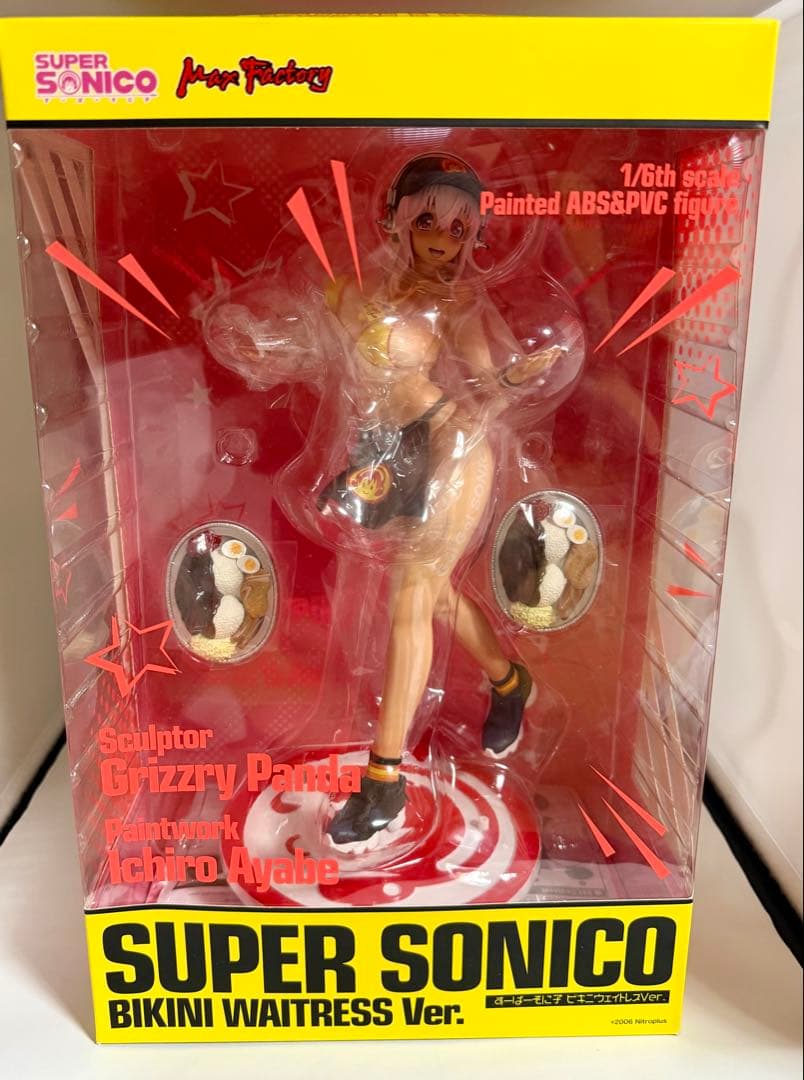 SUPER
SONICO
Max Factory
1/6th scale
Painted ABS&PVC figure
Sculptor
Grizzry Panda
Paintwork
Ichiro Ayabe
SUPER SONICO
BIKINI WAITRESS Ver.
すーぱーそに子 ビキニウェイトレスVer.
©2006 Nitroplus